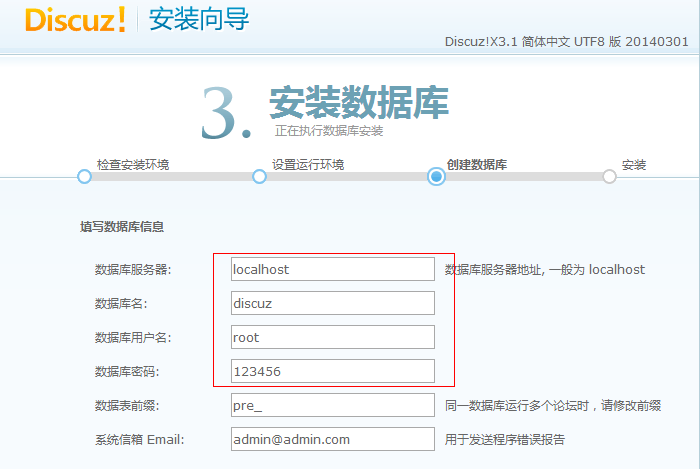 Discuz! 安装向导
Discuz!X3.1 简体中文 UTF8 版 20140301
3. 安装数据库
正在执行数据库安装
检查安装环境 设置运行环境 创建数据库 安装
填写数据库信息
数据库服务器: localhost 数据库服务器地址, 一般为 localhost
数据库名: discuz
数据库用户名: root
数据库密码: 123456
数据表前缀: pre_ 同一数据库运行多个论坛时，请修改前缀
系统信箱 Email: admin@admin.com 用于发送程序错误报告